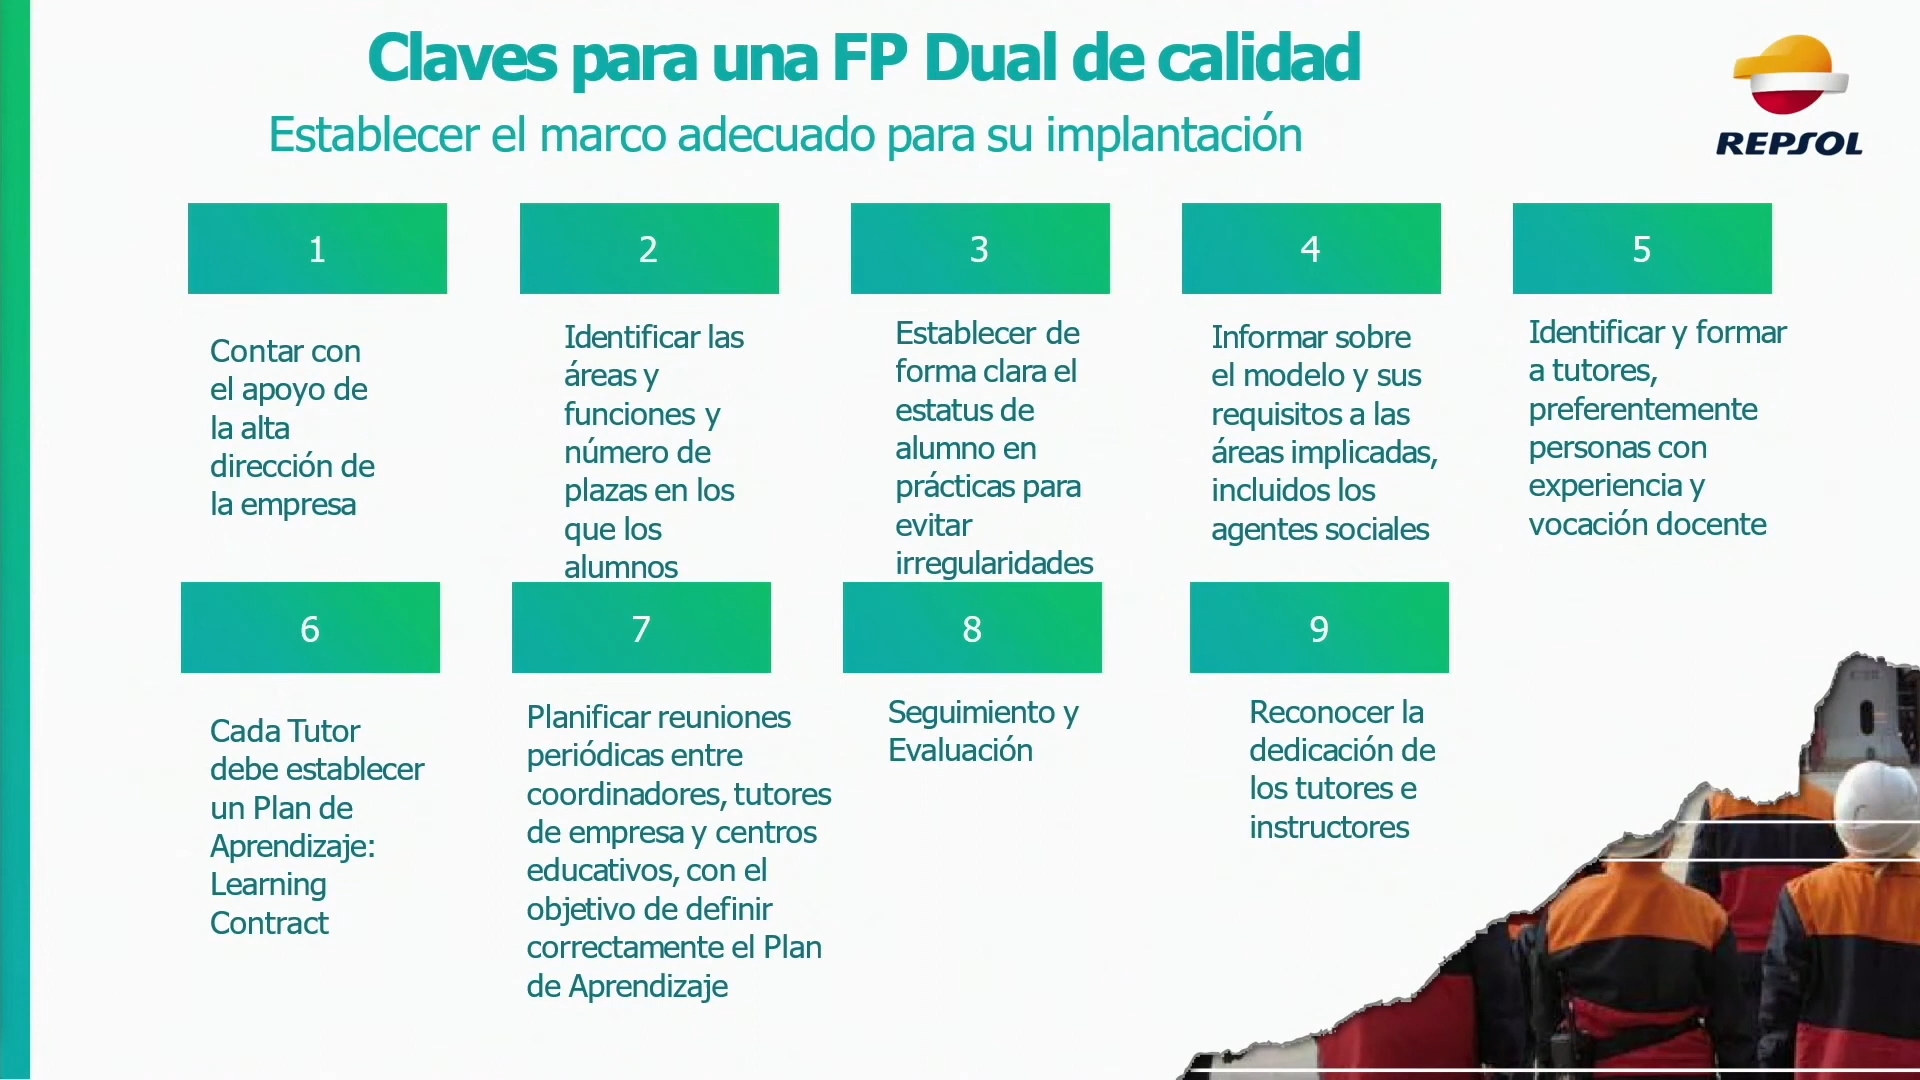 Claves para una FP Dual de calidad
Establecer el marco adecuado para su implantación
REPSOL
1
Contar con
el apoyo de
la alta
dirección de
la empresa
2
Identificar las
áreas y
funciones y
número de
plazas en los
que los
alumnos
3
Establecer de
forma clara el
estatus de
alumno en
prácticas para
evitar
irregularidades
4
Informar sobre
el modelo y sus
requisitos a las
áreas implicadas,
incluidos los
agentes sociales
5
Identificar y formar
a tutores,
preferentemente
personas con
experiencia y
vocación docente
6
Cada Tutor
debe establecer
un Plan de
Aprendizaje:
Learning
Contract
7
Planificar reuniones
periódicas entre
coordinadores, tutores
de empresa y centros
educativos, con el
objetivo de definir
correctamente el Plan
de Aprendizaje
8
Seguimiento y
Evaluación
9
Reconocer la
dedicación de
los tutores e
instructores